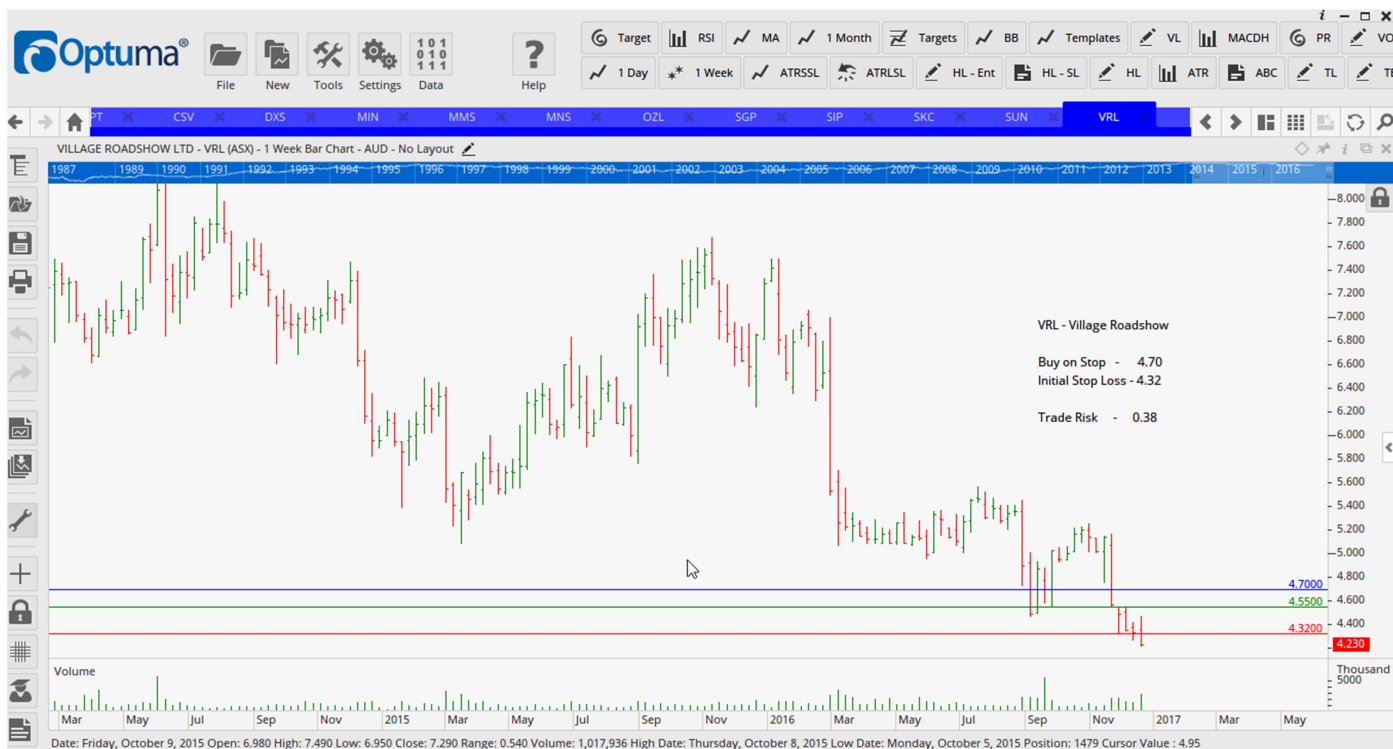 i
Optuma®
File New Tools Settings Data Help
Target RSI MA 1 Month Targets BB Templates VL MACDH PR VO
1 Day 1 Week ATRSSL ATRLSL HL - Ent HL - SL HL ATR ABC TL TE
PT CSV DXS MIN MMS MNS OZL SGP SIP SKC SUN VRL
VILLAGE ROADSHOW LTD - VRL (ASX) - 1 Week Bar Chart - AUD - No Layout
1987 1989 1990 1991 1992 1993 1994 1995 1996 1997 1998 1999 2000 2001 2002 2003 2004 2005 2006 2007 2008 2009 2010 2011 2012 2013 2014 2015 2016
8.000
7.800
7.600
7.400
7.200
7.000
VRL - Village Roadshow
6.800
Buy on Stop - 4.70
6.600
Initial Stop Loss - 4.32
6.400
6.200
Trade Risk - 0.38
6.000
5.800
5.600
5.400
5.200
5.000
4.800
4.7000
4.600
4.5500
4.400
4.3200
4.230
Volume
Thousand
5000
Mar May Jul Sep Nov 2015 Mar May Jul Sep Nov 2016 Mar May Jul Sep Nov 2017 Mar May
Date: Friday, October 9, 2015 Open: 6.980 High: 7.490 Low: 6.950 Close: 7.290 Range: 0.540 Volume: 1,017,936 High Date: Thursday, October 8, 2015 Low Date: Monday, October 5, 2015 Position: 1479 Cursor Value : 4.95